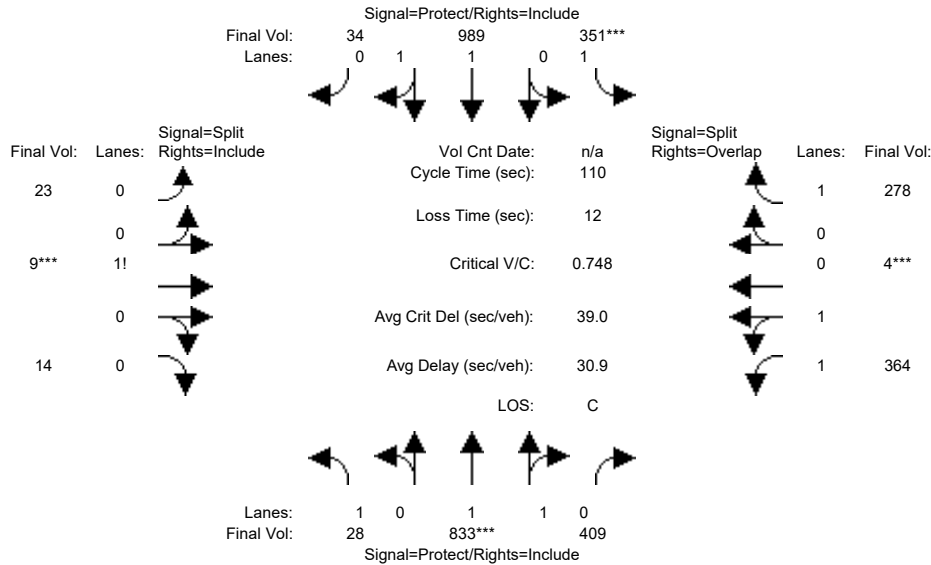 Signal=Protect/Rights=Include
Final Vol: 34 989 351***
Lanes: 0 1 1 0 1
Signal=Split
Final Vol: Lanes: Rights=Include
Vol Cnt Date: n/a
Signal=Split
Rights=Overlap Lanes: Final Vol:
Cycle Time (sec): 110
23 0
1 278
Loss Time (sec): 12
0
0
9*** 1!
Critical V/C: 0.748
0 4***
0
Avg Crit Del (sec/veh): 39.0
1
14 0
Avg Delay (sec/veh): 30.9
1 364
LOS: C
Lanes: 1 0 1 1 0
Final Vol: 28 833*** 409
Signal=Protect/Rights=Include